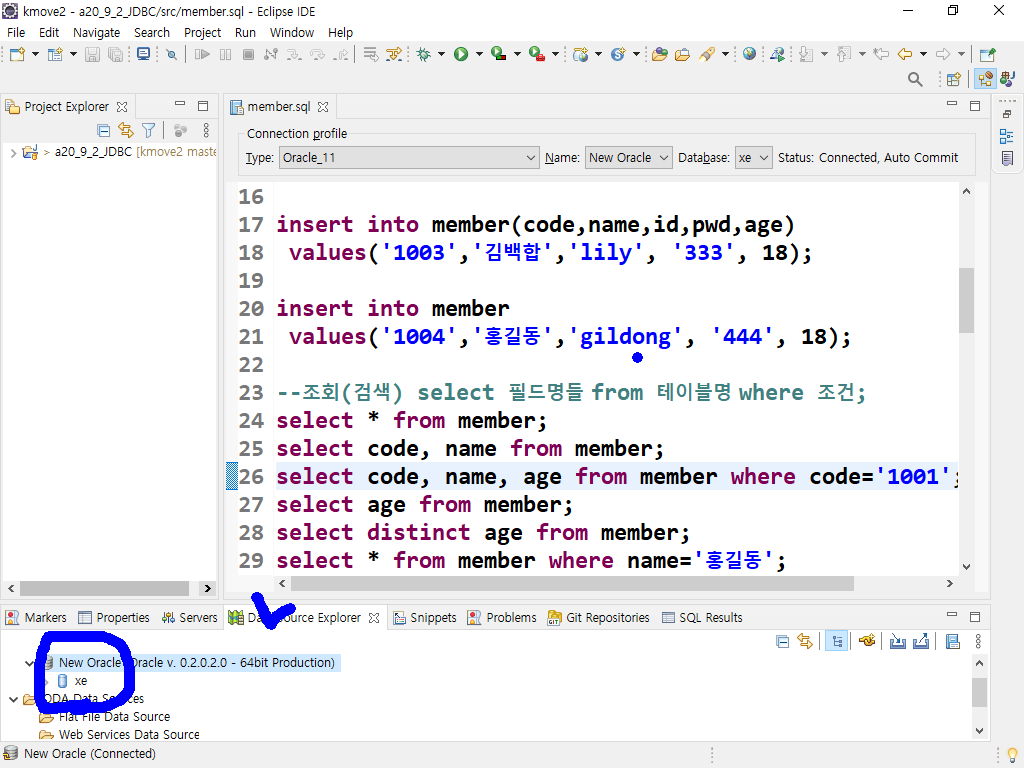 kmove2 - a20_9_2_JDBC/src/member.sql - Eclipse IDE
File Edit Navigate Search Project Run Window Help
Project Explorer
> a20_9_2_JDBC [kmove2 maste
member.sql
Connection profile
Type: Oracle_11 Name: New Oracle Database: xe Status: Connected, Auto Commit
16
17 insert into member(code,name,id,pwd,age)
18 values('1003','김백합','lily', '333', 18);
19
20 insert into member
21 values('1004','홍길동','gildong', '444', 18);
22
23 --조회(검색) select 필드명들 from 테이블명 where 조건;
24 select * from member;
25 select code, name from member;
26 select code, name, age from member where code='1001';
27 select age from member;
28 select distinct age from member;
29 select * from member where name='홍길동';
Markers Properties Servers Data Source Explorer Snippets Problems Git Repositories SQL Results
New Oracle (Oracle v. 0.2.0.2.0 - 64bit Production)
xe
ODA Data Sources
Flat File Data Source
Web Services Data Source
New Oracle (Connected)